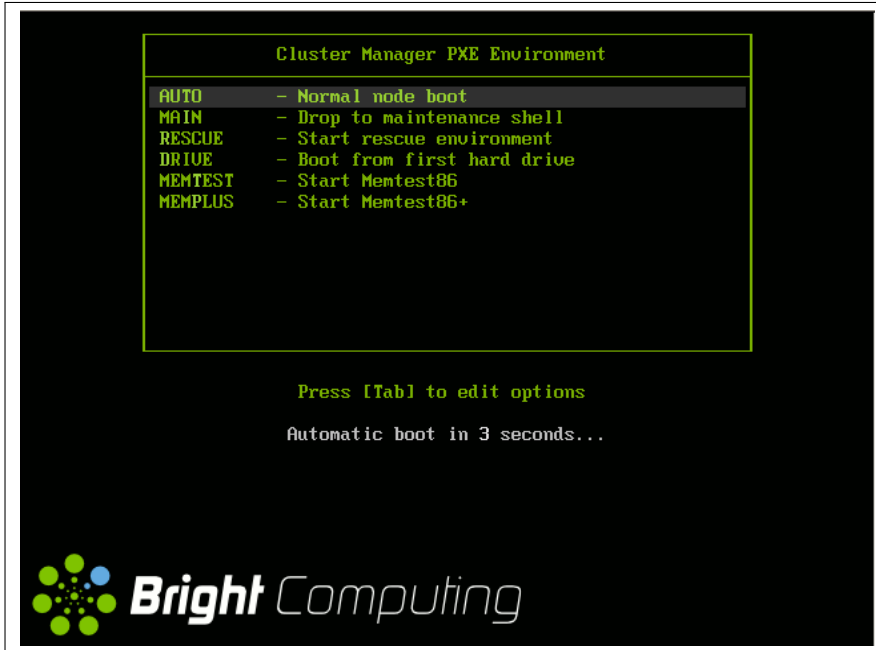 Cluster Manager PXE Environment
AUTO - Normal node boot
MAIN - Drop to maintenance shell
RESCUE - Start rescue environment
DRIVE - Boot from first hard drive
MEMTEST - Start Memtest86
MEMPLUS - Start Memtest86+
Press [Tab] to edit options
Automatic boot in 3 seconds...
Bright Computing